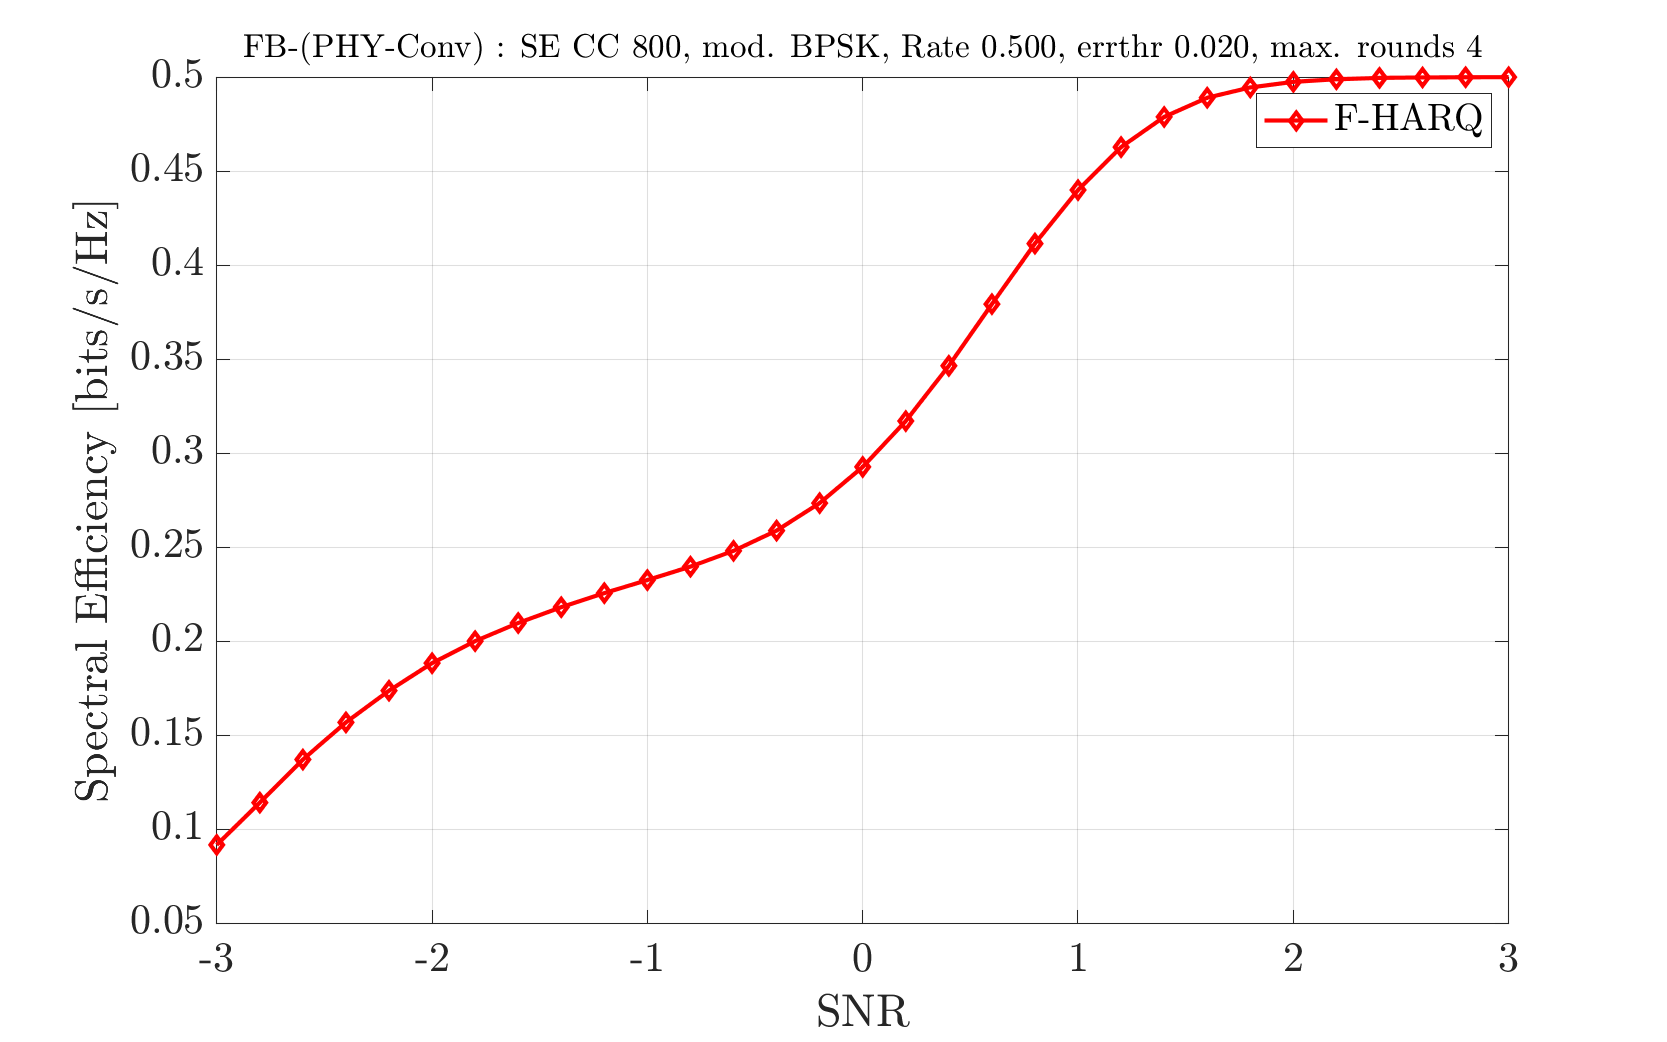 FB-(PHY-Conv) : SE CC 800, mod. BPSK, Rate 0.500, errthr 0.020, max. rounds 4
F-HARQ
Spectral Efficiency [bits/s/Hz]
0.5
0.45
0.4
0.35
0.3
0.25
0.2
0.15
0.1
0.05
-3 -2 -1 0 1 2 3
SNR